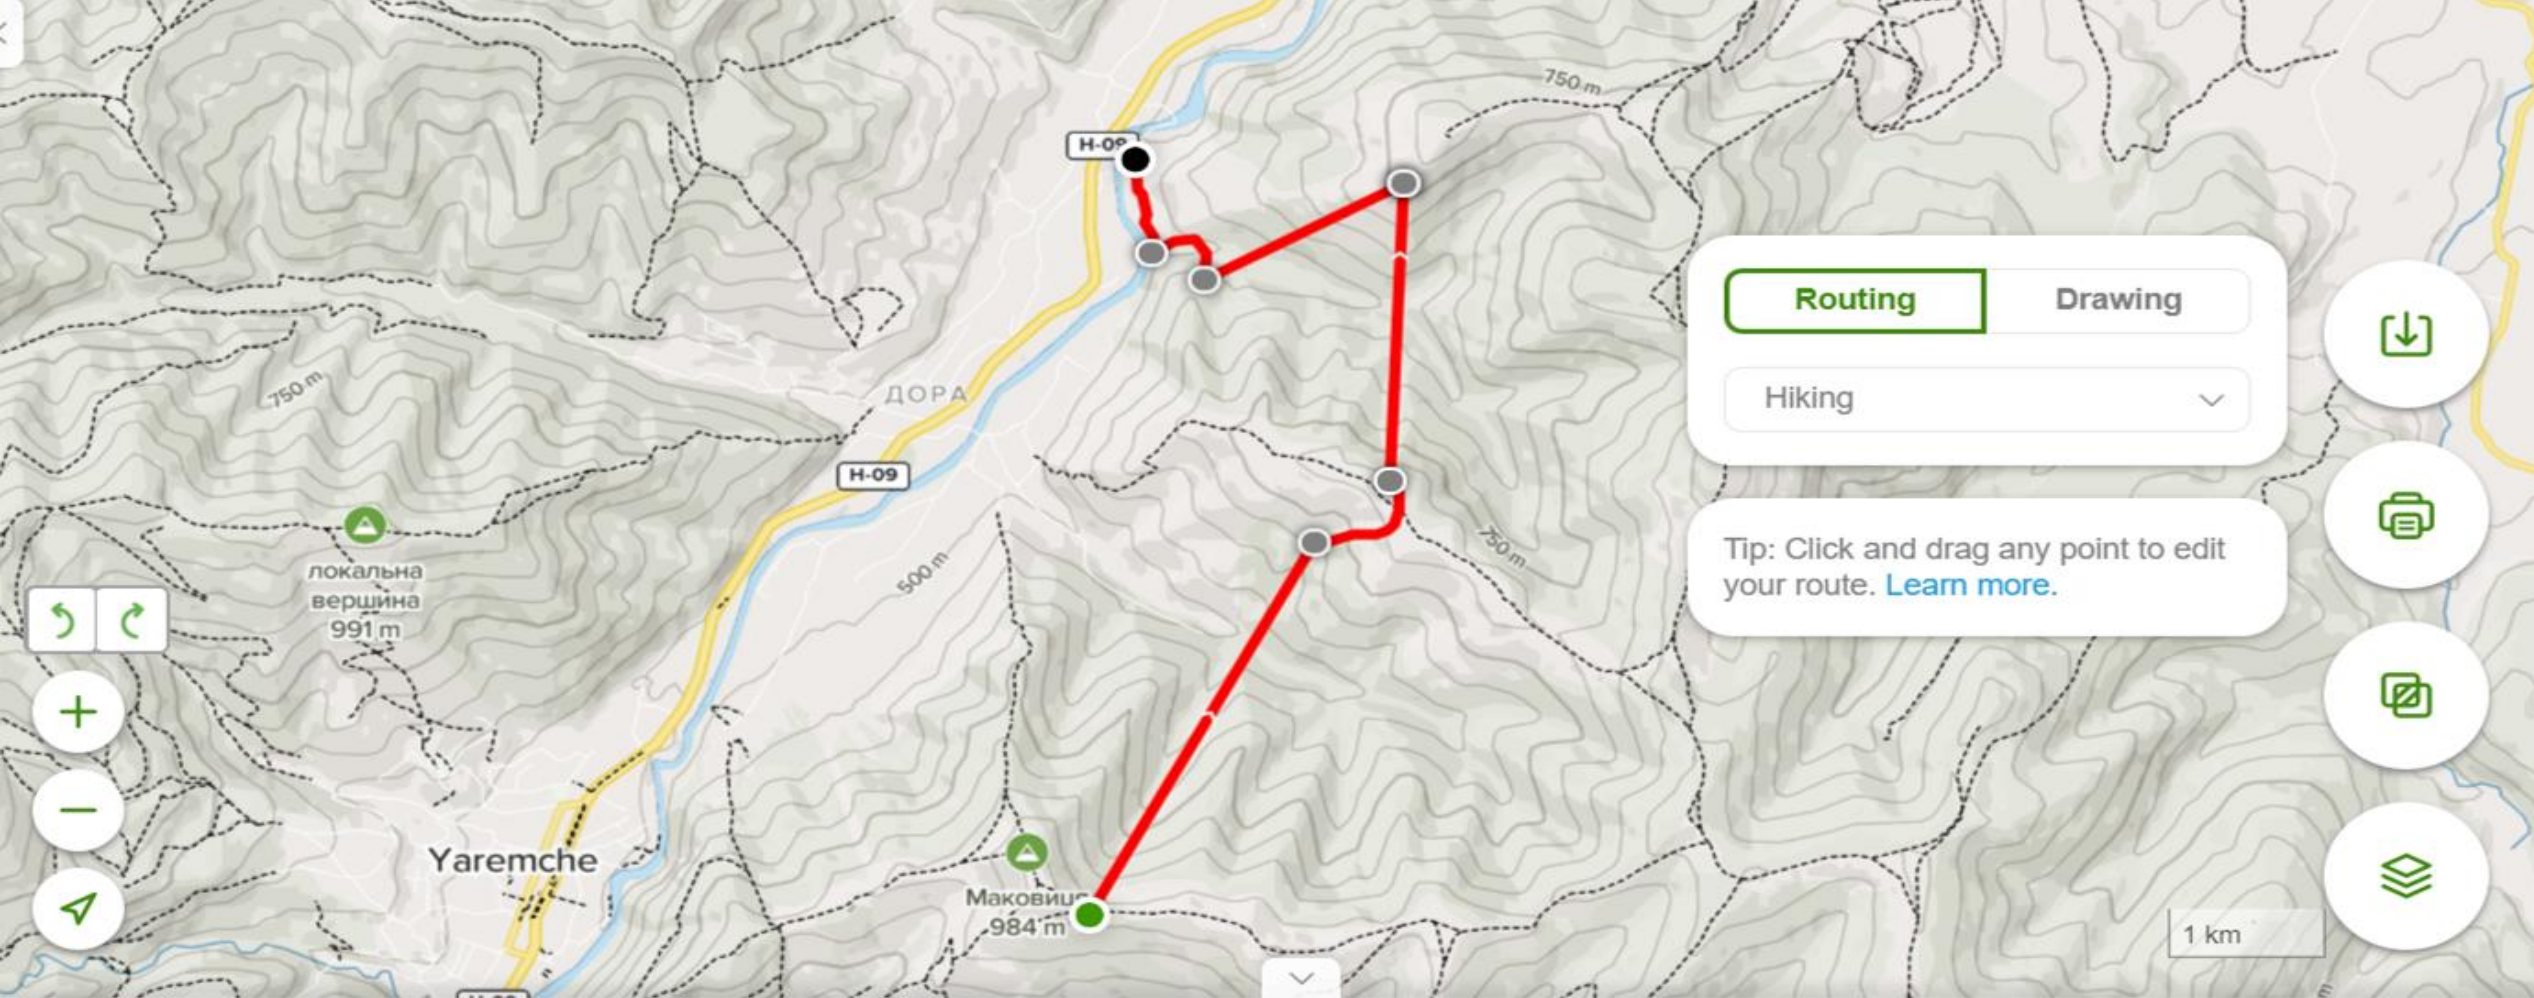 750 m
H-09
Routing
Drawing
750 m
ДОРА
Hiking
H-09
500 m
750 m
Tip: Click and drag any point to edit
your route. Learn more.
локальна
вершина
991 m
Yaremche
984 m
1 km